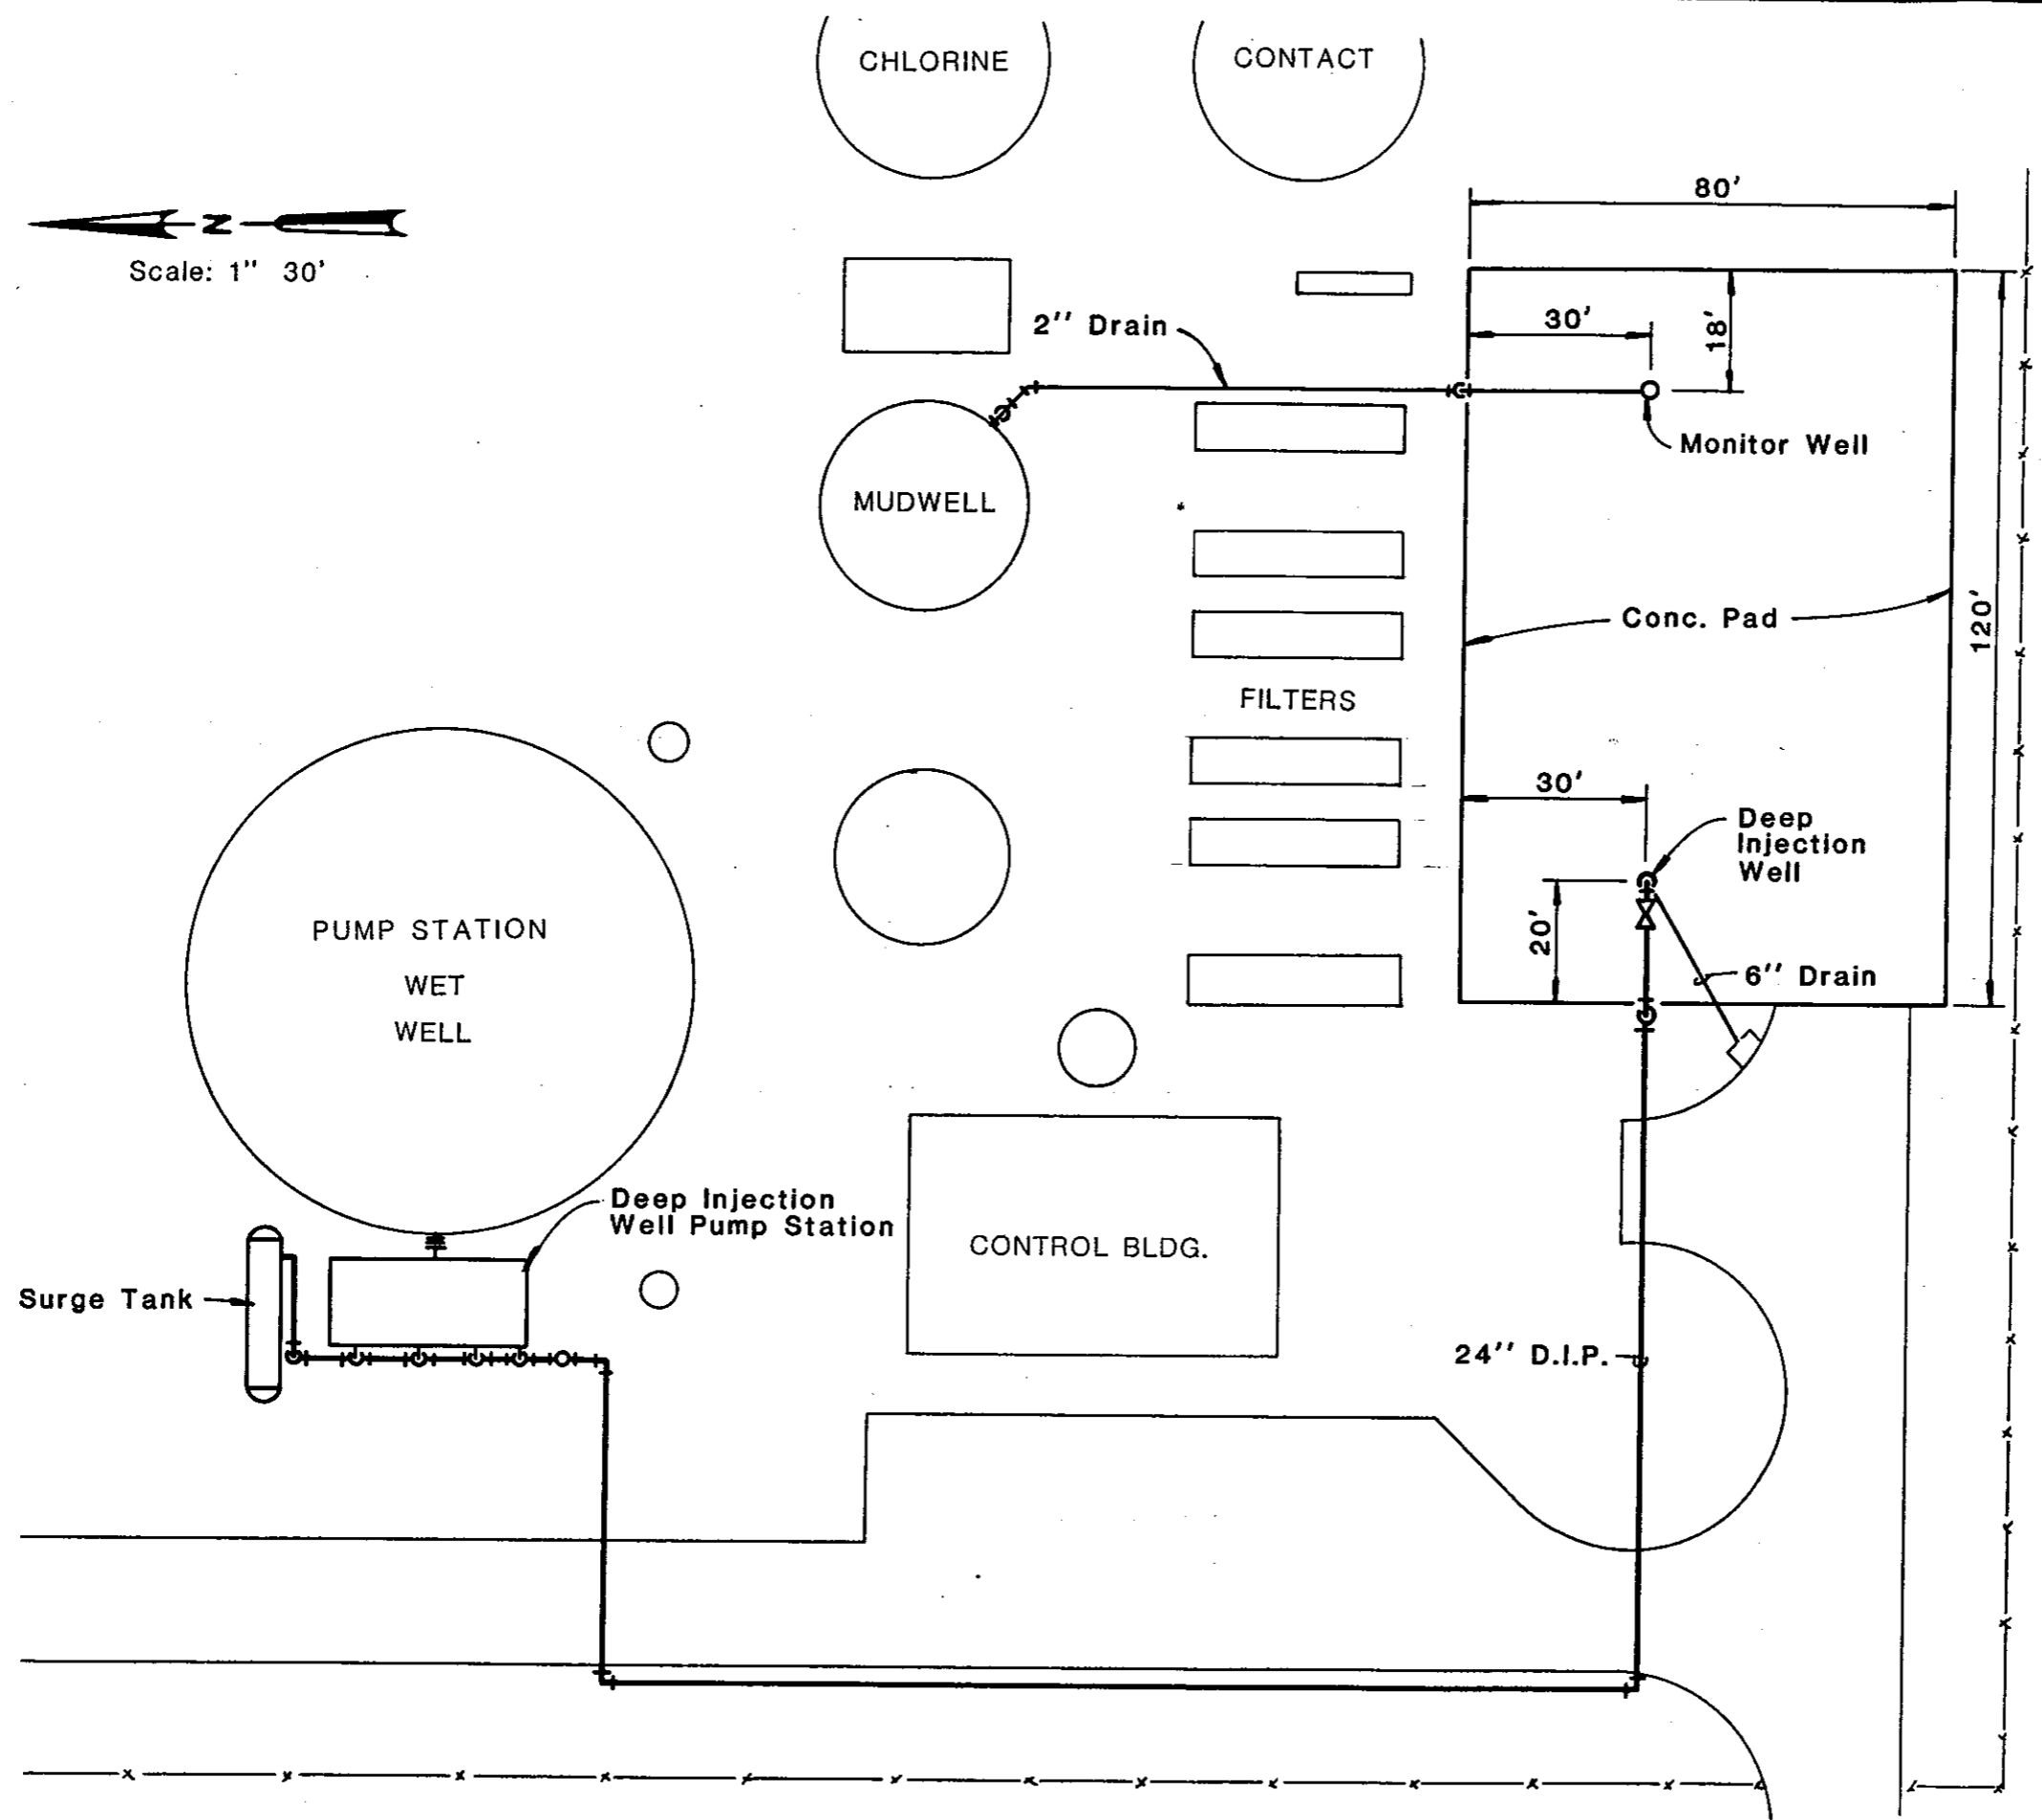 CHLORINE
CONTACT
N
Scale: 1" 30'
80'
2" Drain
30'
18'
Monitor Well
MUDWELL
Conc. Pad
120'
FILTERS
30'
Deep
Injection
Well
20'
6" Drain
PUMP STATION
WET
WELL
Deep Injection
Well Pump Station
CONTROL BLDG.
Surge Tank
24" D.I.P.